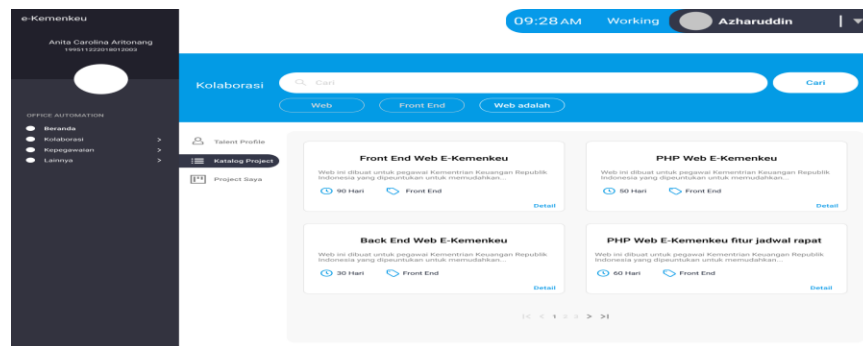 e-Kemenkeu
09:28 AM Working Azharuddin
Anita Carolina Aritonang
199511222018012003
Kolaborasi Cari Cari
Web Front End Web adalah
OFFICE AUTOMATION
Beranda
Kolaborasi >
Kepegawaian >
Lainnya >
Talent Profile
Katalog Project
Project Saya
Front End Web E-Kemenkeu
Web ini dibuat untuk pegawai Kementrian Keuangan Republik
Indonesia yang dipeuntukan untuk memudahkan...
90 Hari Front End
Detail
PHP Web E-Kemenkeu
Web ini dibuat untuk pegawai Kementrian Keuangan Republik
Indonesia yang dipeuntukan untuk memudahkan...
50 Hari Front End
Detail
Back End Web E-Kemenkeu
Web ini dibuat untuk pegawai Kementrian Keuangan Republik
Indonesia yang dipeuntukan untuk memudahkan...
30 Hari Front End
Detail
PHP Web E-Kemenkeu fitur jadwal rapat
Web ini dibuat untuk pegawai Kementrian Keuangan Republik
Indonesia yang dipeuntukan untuk memudahkan...
60 Hari Front End
Detail
|< < 1 > >|